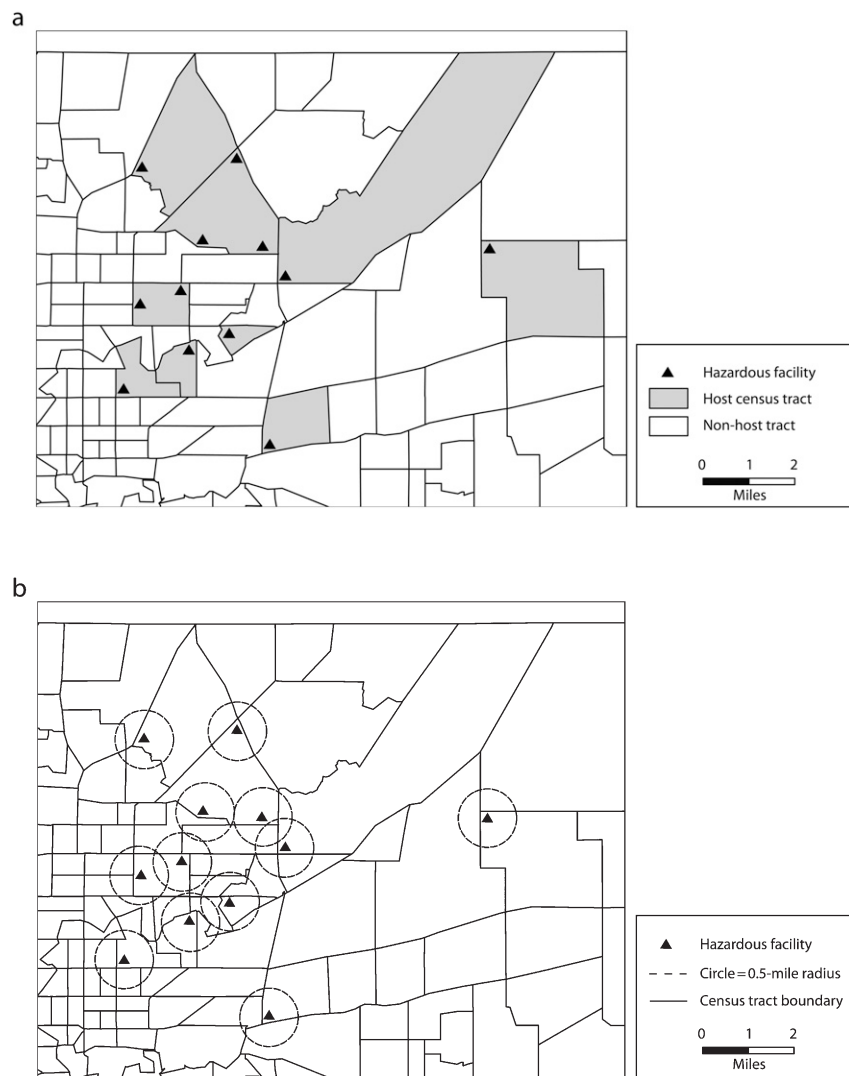 a
Hazardous facility
Host census tract
Non-host tract
0 1 2
Miles
b
Hazardous facility
Circle=0.5-mile radius
Census tract boundary
0 1 2
Miles